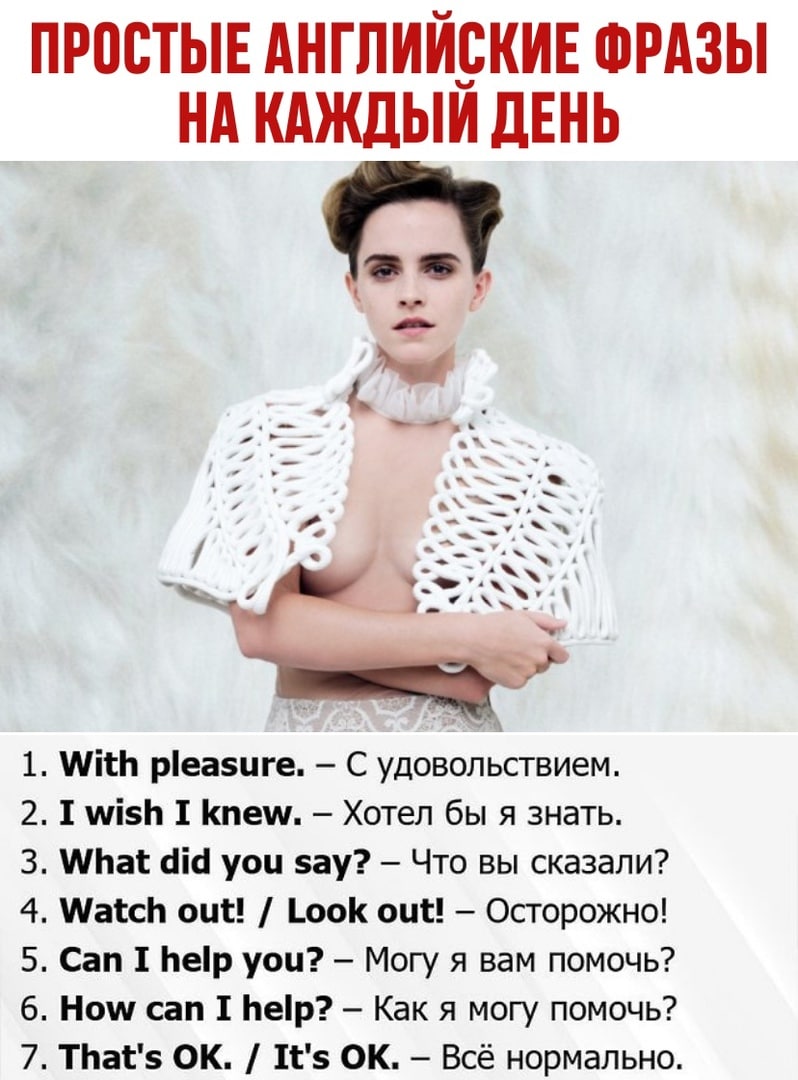 ПРОСТЫЕ АНГЛИЙСКИЕ ФРАЗЫ
НА КАЖДЫЙ ДЕНЬ
1. With pleasure. – С удовольствием.
2. I wish I knew. – Хотел бы я знать.
3. What did you say? – Что вы сказали?
4. Watch out! / Look out! – Осторожно!
5. Can I help you? – Могу я вам помочь?
6. How can I help? – Как я могу помочь?
7. That's OK. / It's OK. – Всё нормально.